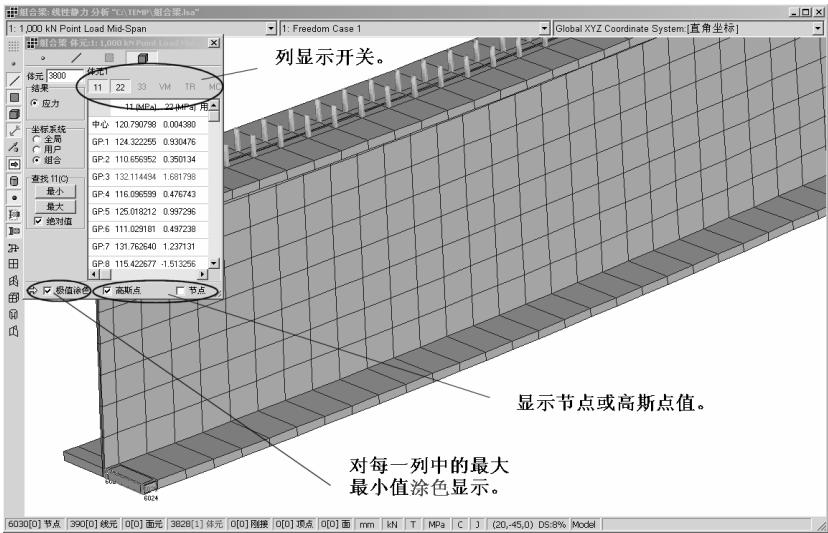 组合梁: 线性静力 分析 "C:\TEMP\组合梁.lsa"
1: 1,000 kN Point Load Mid-Span
1: Freedom Case 1
Global XYZ Coordinate System:[直角坐标]
组合梁 体元:1: 1,000 kN Point Load Mid
体元 3800
体元1
11 22 33 VM TR MC
结果
应力
11 (MPa) 22 (MPa) 用
中心 120.790798 0.004380
GP:1 124.322255 0.930476
GP:2 110.656952 0.350134
GP:3 132.114494 1.681798
GP:4 116.096599 0.476743
GP:5 125.018212 0.997296
GP:6 111.029181 0.497238
GP:7 131.762640 1.237131
GP:8 115.422677 -1.513256
坐标系统
全局
用户
组合
查找 11(C)
最小
最大
绝对值
极值涂色
高斯点
节点
列显示开关。
显示节点或高斯点值。
对每一列中的最大
最小值涂色显示。
6024
6030[0] 节点 390[0] 线元 0[0] 面元 3828[1] 体元 0[0] 刚接 0[0] 顶点 0[0] 面 mm kN T MPa C J (20,-45,0) DS:8% Model